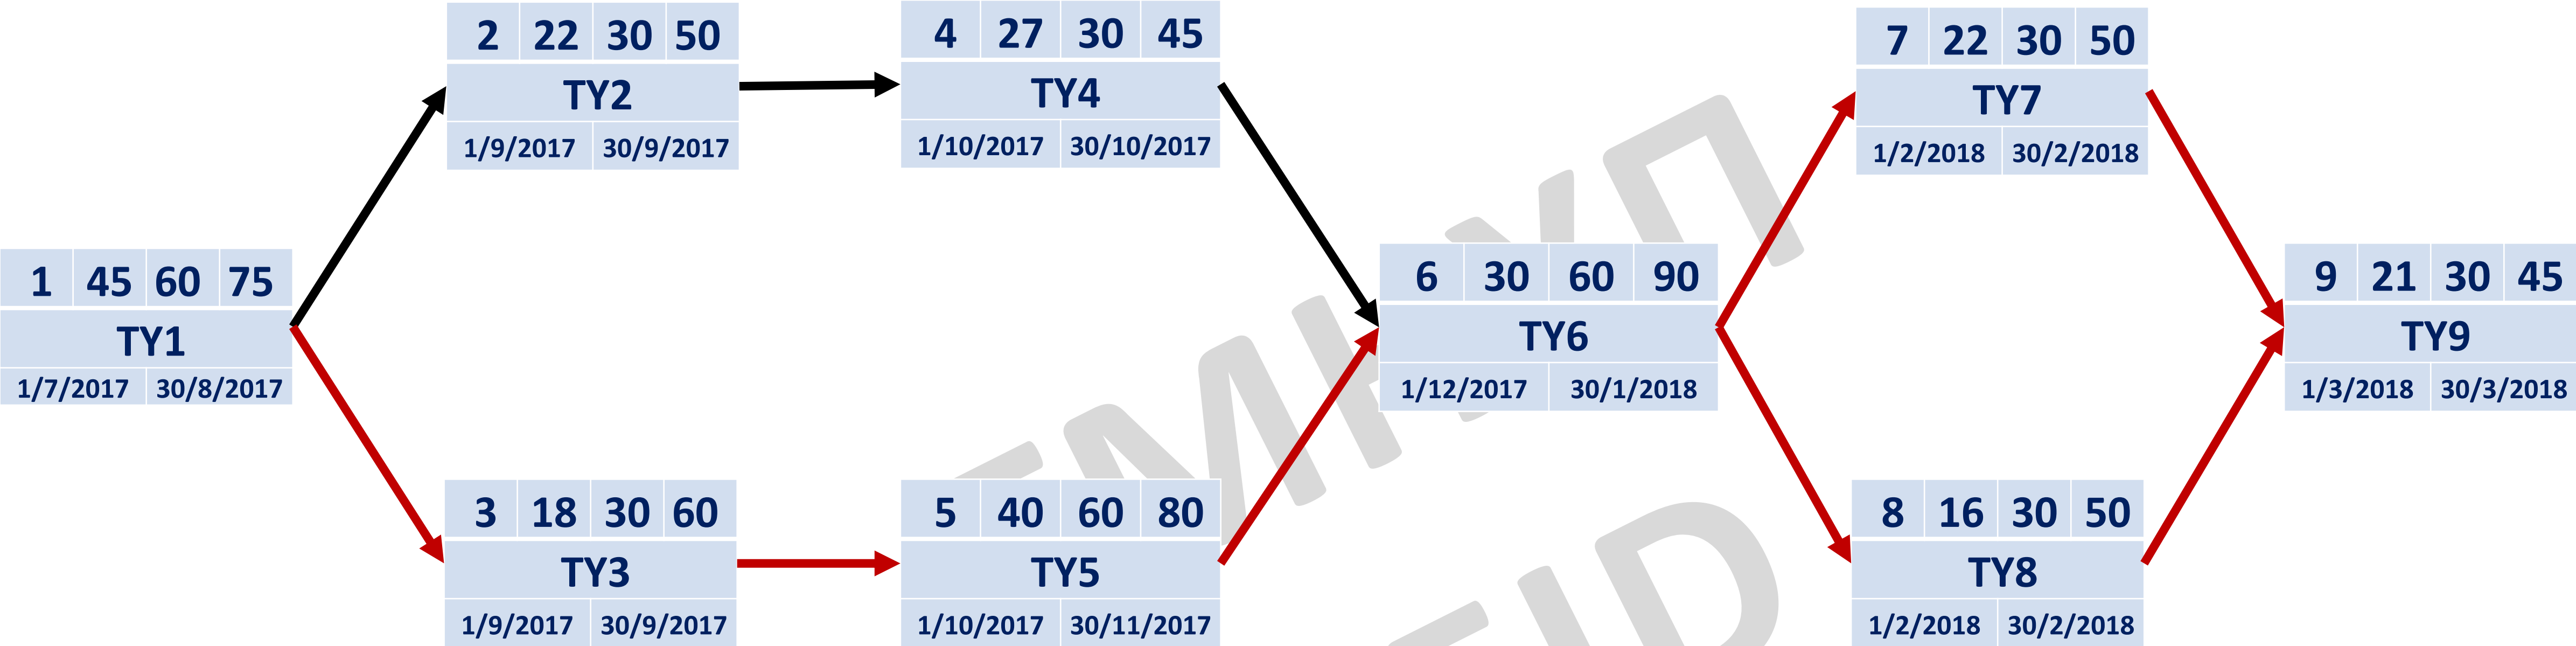 2 22 30 50
TY2
1/9/2017 30/9/2017
4 27 30 45
TY4
1/10/2017 30/10/2017
7 22 30 50
TY7
1/2/2018 30/2/2018
1 45 60 75
TY1
1/7/2017 30/8/2017
6 30 60 90
TY6
1/12/2017 30/1/2018
9 21 30 45
TY9
1/3/2018 30/3/2018
3 18 30 60
TY3
1/9/2017 30/9/2017
5 40 60 80
TY5
1/10/2017 30/11/2017
8 16 30 50
TY8
1/2/2018 30/2/2018